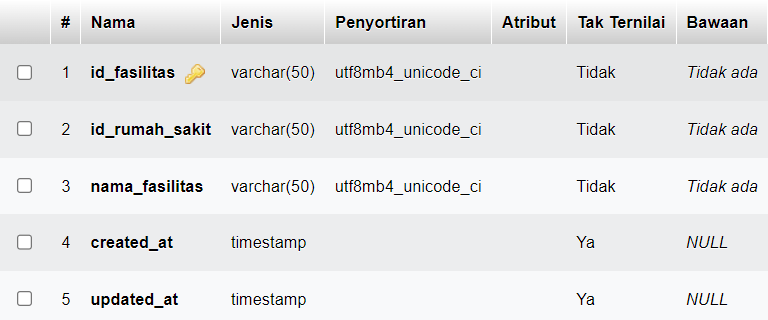 # Nama Jenis Penyortiran Atribut Tak Ternilai Bawaan
1 id_fasilitas varchar(50) utf8mb4_unicode_ci Tidak Tidak ada
2 id_rumah_sakit varchar(50) utf8mb4_unicode_ci Tidak Tidak ada
3 nama_fasilitas varchar(50) utf8mb4_unicode_ci Tidak Tidak ada
4 created_at timestamp Ya NULL
5 updated_at timestamp Ya NULL